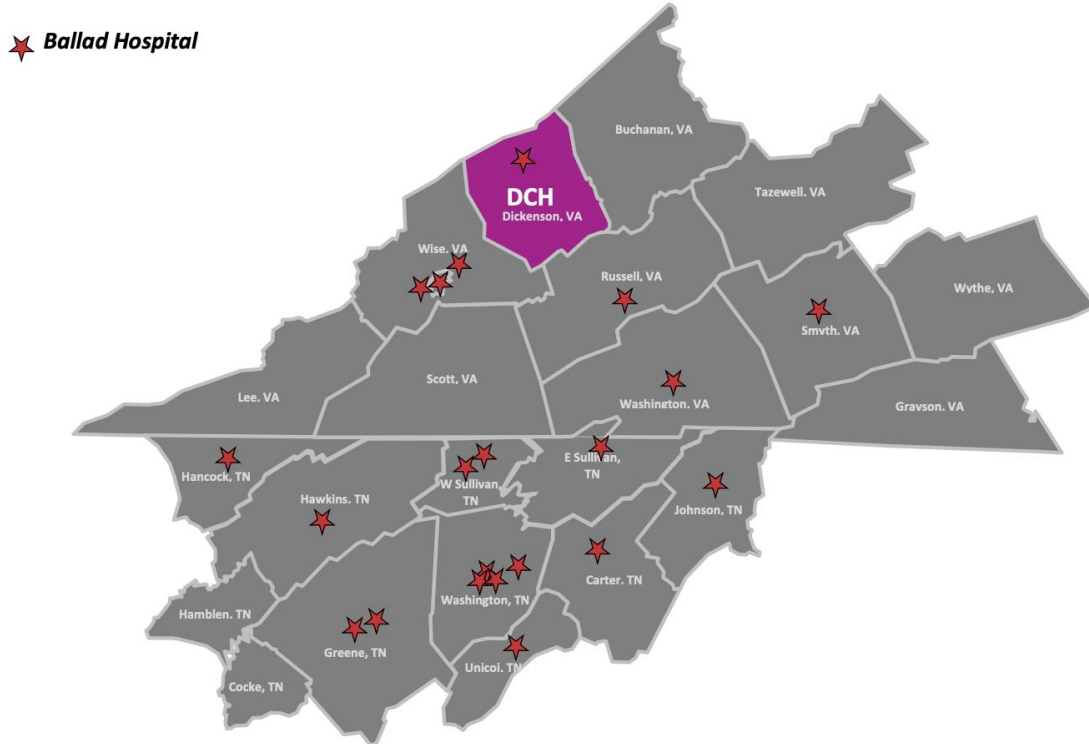 Ballad Hospital
Buchanan, VA
DCH
Dickenson, VA
Tazewell. VA
Wise. VA
Russell, VA
Wythe, VA
Smyth. VA
Scott, VA
Lee. VA
Washington. VA
Grayson. VA
Hancock, TN
E Sullivan,
TN
W Sullivan,
TN
Hawkins. TN
Johnson, TN
Carter. TN
Washington, TN
Hamblen. TN
Greene, TN
Unicoi. TN
Cocke, TN